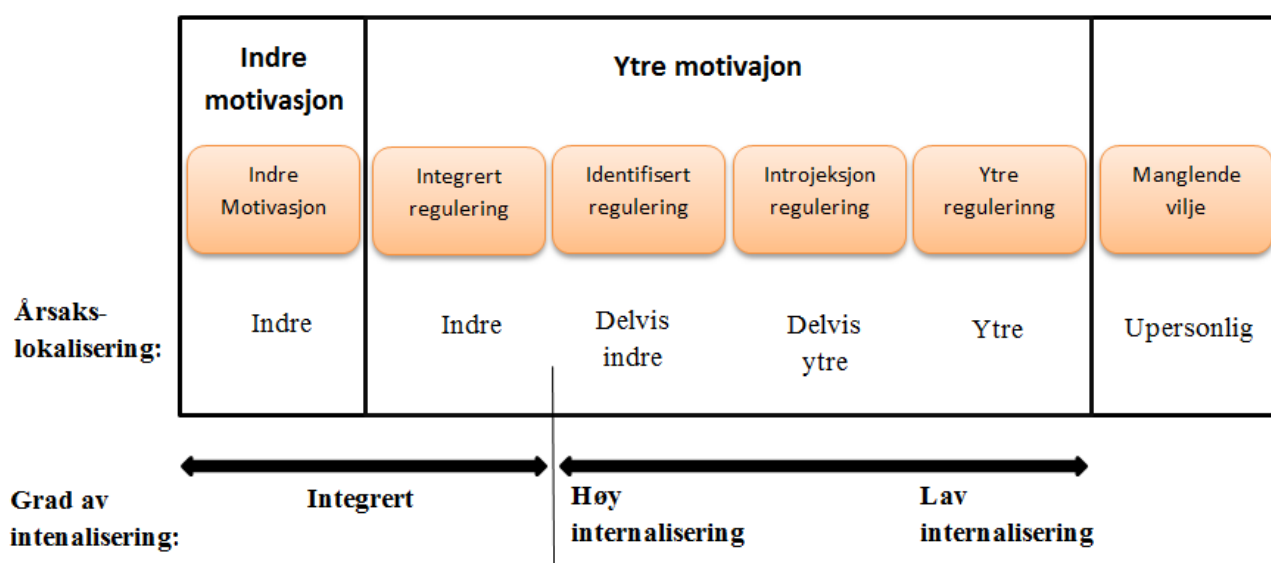 Indre
motivasjon
Ytre motivajon
Indre
Motivasjon
Integrert
regulering
Identifisert
regulering
Introjeksjon
regulering
Ytre
regulerinng
Manglende
vilje
Årsaks-
lokalisering:
Indre
Indre
Delvis
indre
Delvis
ytre
Ytre
Upersonlig
Grad av
intenalisering:
Integrert
Høy
internalisering
Lav
internalisering